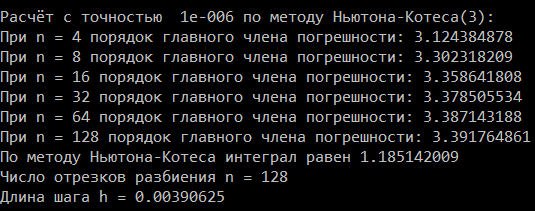 Расчёт с точностью  1e-006 по методу Ньютона-Котеса(3):
При n = 4 порядок главного члена погрешности: 3.124384878
При n = 8 порядок главного члена погрешности: 3.302318209
При n = 16 порядок главного члена погрешности: 3.358641808
При n = 32 порядок главного члена погрешности: 3.378505534
При n = 64 порядок главного члена погрешности: 3.387143188
При n = 128 порядок главного члена погрешности: 3.391764861
По методу Ньютона-Котеса интеграл равен 1.185142009
Число отрезков разбиения n = 128
Длина шага h = 0.00390625